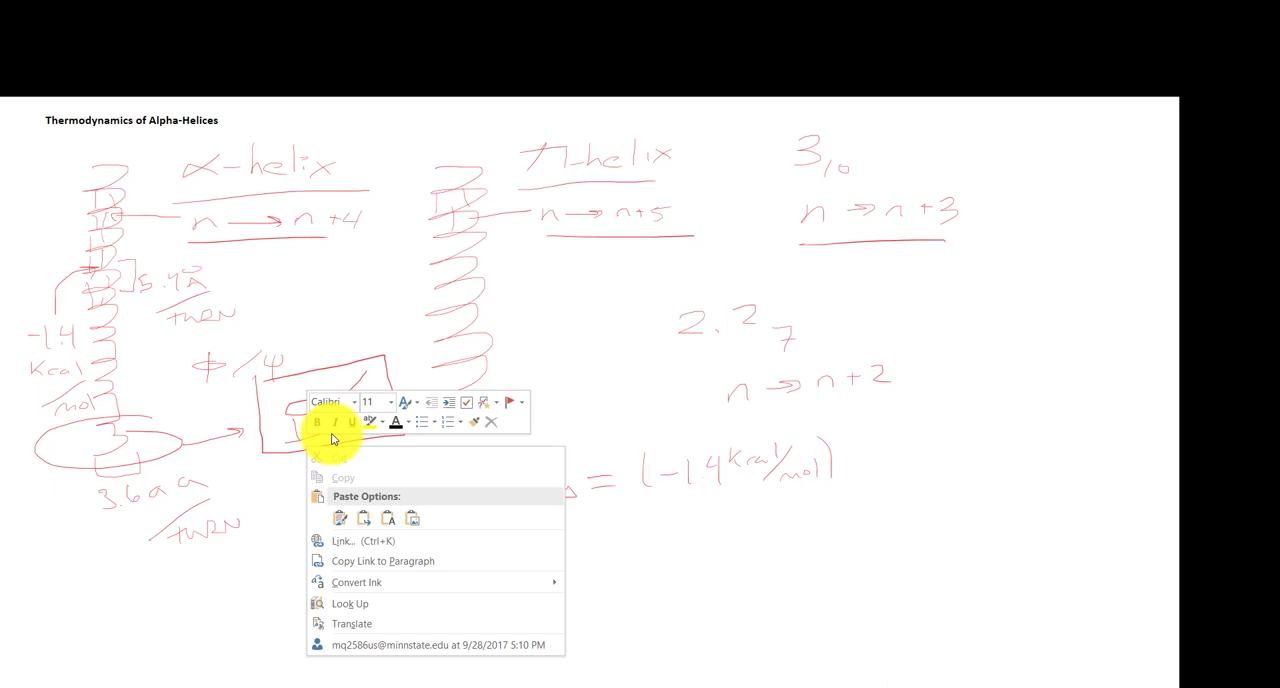 Thermodynamics of Alpha-Helices
α-helix
n → n+4
5.4Å
/TURN
-1.4
Kcal
/mol
ϕ/ψ
3.6 aa
/TURN
π-helix
n → n+5
3₁₀
n → n+3
2.2₇
n → n+2
= (-1.4 Kcal/mol)
Calibri 11
B I U A
Copy
Paste Options:
Link... (Ctrl+K)
Copy Link to Paragraph
Convert Ink
Look Up
Translate
mq2586us@minnstate.edu at 9/28/2017 5:10 PM